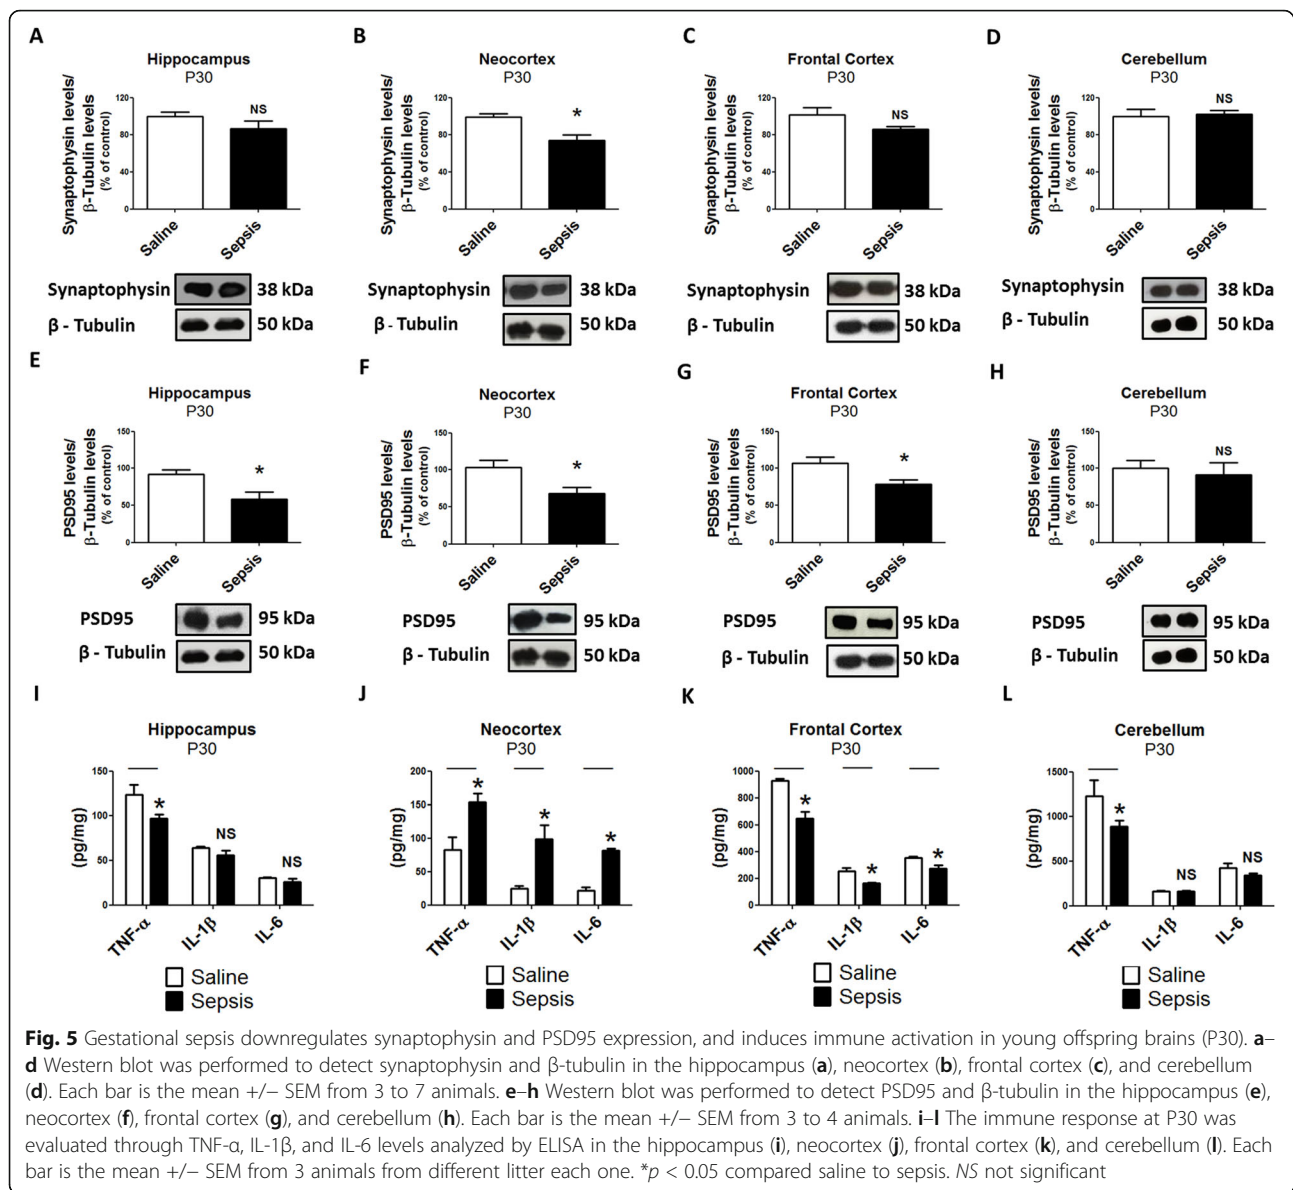 A
Hippocampus
P30
Synaptophysin levels/
β-Tubulin levels
(% of control)
120
80
40
0
NS
Saline
Sepsis
Synaptophysin
38 kDa
β - Tubulin
50 kDa
B
Neocortex
P30
Synaptophysin levels/
β-Tubulin levels
(% of control)
120
80
40
0
*
Saline
Sepsis
Synaptophysin
38 kDa
β - Tubulin
50 kDa
C
Frontal Cortex
P30
Synaptophysin levels/
β-Tubulin levels
(% of control)
120
80
40
0
NS
Saline
Sepsis
Synaptophysin
38 kDa
β - Tubulin
50 kDa
D
Cerebellum
P30
Synaptophysin levels/
β-Tubulin levels
(% of control)
120
80
40
0
NS
Saline
Sepsis
Synaptophysin
38 kDa
β - Tubulin
50 kDa
E
Hippocampus
P30
PSD95 levels/
β-Tubulin levels
(% of control)
150
100
50
0
*
Saline
Sepsis
PSD95
95 kDa
β - Tubulin
50 kDa
F
Neocortex
P30
PSD95 levels/
β-Tubulin levels
(% of control)
150
100
50
0
*
Saline
Sepsis
PSD95
95 kDa
β - Tubulin
50 kDa
G
Frontal Cortex
P30
PSD95 levels/
β-Tubulin levels
(% of control)
150
100
50
0
*
Saline
Sepsis
PSD95
95 kDa
β - Tubulin
50 kDa
H
Cerebellum
P30
PSD95 levels/
β-Tubulin levels
(% of control)
150
100
50
0
NS
Saline
Sepsis
PSD95
95 kDa
β - Tubulin
50 kDa
I
Hippocampus
P30
(pg/mg)
150
100
50
0
*
NS
NS
TNF-α
IL-1β
IL-6
Saline
Sepsis
J
Neocortex
P30
(pg/mg)
200
150
100
50
0
*
*
*
TNF-α
IL-1β
IL-6
Saline
Sepsis
K
Frontal Cortex
P30
(pg/mg)
1000
800
600
400
200
0
*
*
*
TNF-α
IL-1β
IL-6
Saline
Sepsis
L
Cerebellum
P30
(pg/mg)
1500
1000
500
0
*
NS
NS
TNF-α
IL-1β
IL-6
Saline
Sepsis
Fig. 5 Gestational sepsis downregulates synaptophysin and PSD95 expression, and induces immune activation in young offspring brains (P30). a–
d Western blot was performed to detect synaptophysin and β-tubulin in the hippocampus (a), neocortex (b), frontal cortex (c), and cerebellum
(d). Each bar is the mean +/− SEM from 3 to 7 animals. e–h Western blot was performed to detect PSD95 and β-tubulin in the hippocampus (e),
neocortex (f), frontal cortex (g), and cerebellum (h). Each bar is the mean +/− SEM from 3 to 4 animals. i–l The immune response at P30 was
evaluated through TNF-α, IL-1β, and IL-6 levels analyzed by ELISA in the hippocampus (i), neocortex (j), frontal cortex (k), and cerebellum (l). Each
bar is the mean +/− SEM from 3 animals from different litter each one. *p < 0.05 compared saline to sepsis. NS not significant